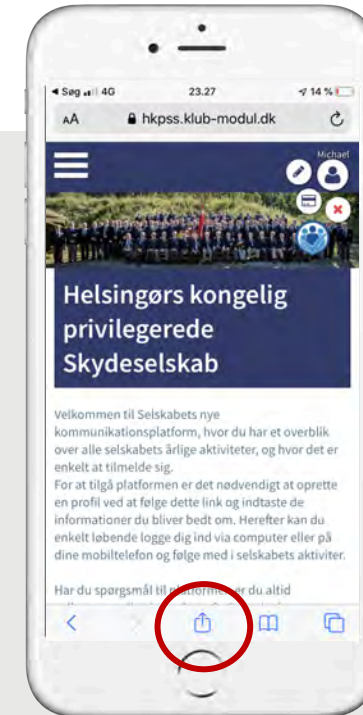 Søg 4G 23.27 14 %
AA hkpss.klub-modul.dk
Michael
Helsingørs kongelig
privilegerede
Skydeselskab
Velkommen til Selskabets nye
kommunikationsplatform, hvor du har et overblik
over alle selskabets årlige aktiviteter, og hvor det er
enkelt at tilmelde sig.
For at tilgå platformen er det nødvendigt at oprette
en profil ved at følge dette link og indtaste de
informationer du bliver bedt om. Herefter kan du
enkelt løbende logge dig ind via computer eller på
dine mobiltelefon og følge med i selskabets aktiviter.
Har du spørgsmål til platformen er du altid